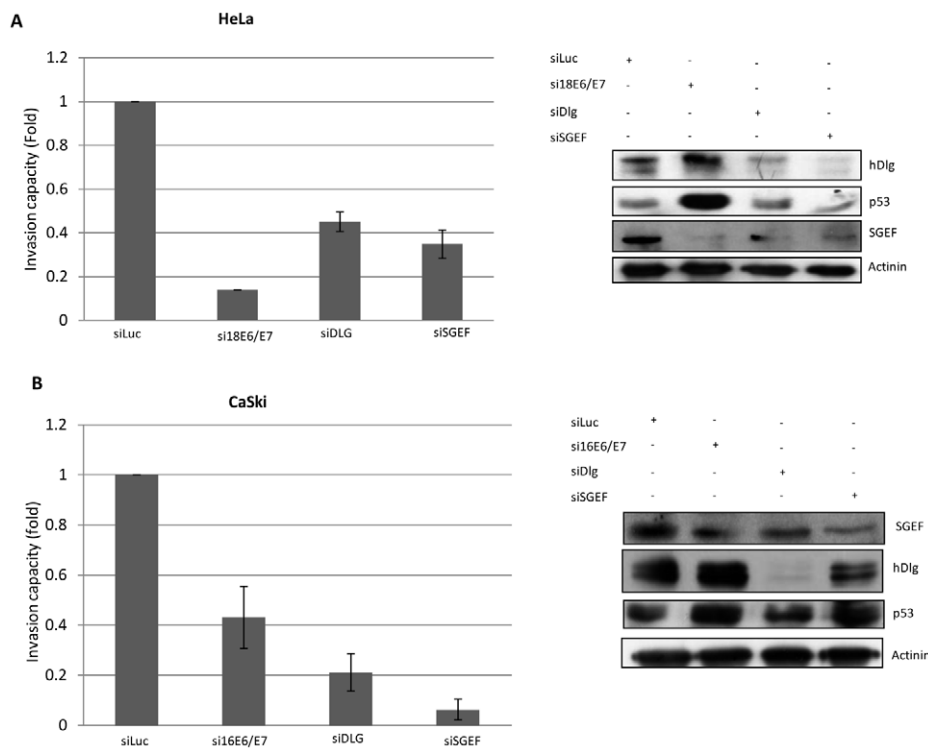 A
HeLa
Invasion capacity (Fold)
1.2
1
0.8
0.6
0.4
0.2
0
siLuc
si18E6/E7
siDLG
siSGEF
siLuc + - - -
si18E6/E7 - + - -
siDlg - - + -
siSGEF - - - +
hDlg
p53
SGEF
Actinin
B
CaSki
Invasion capacity (fold)
1.2
1
0.8
0.6
0.4
0.2
0
siLuc
si16E6/E7
siDLG
siSGEF
siLuc + - - -
si16E6/E7 - + - -
siDlg - - + -
siSGEF - - - +
SGEF
hDlg
p53
Actinin